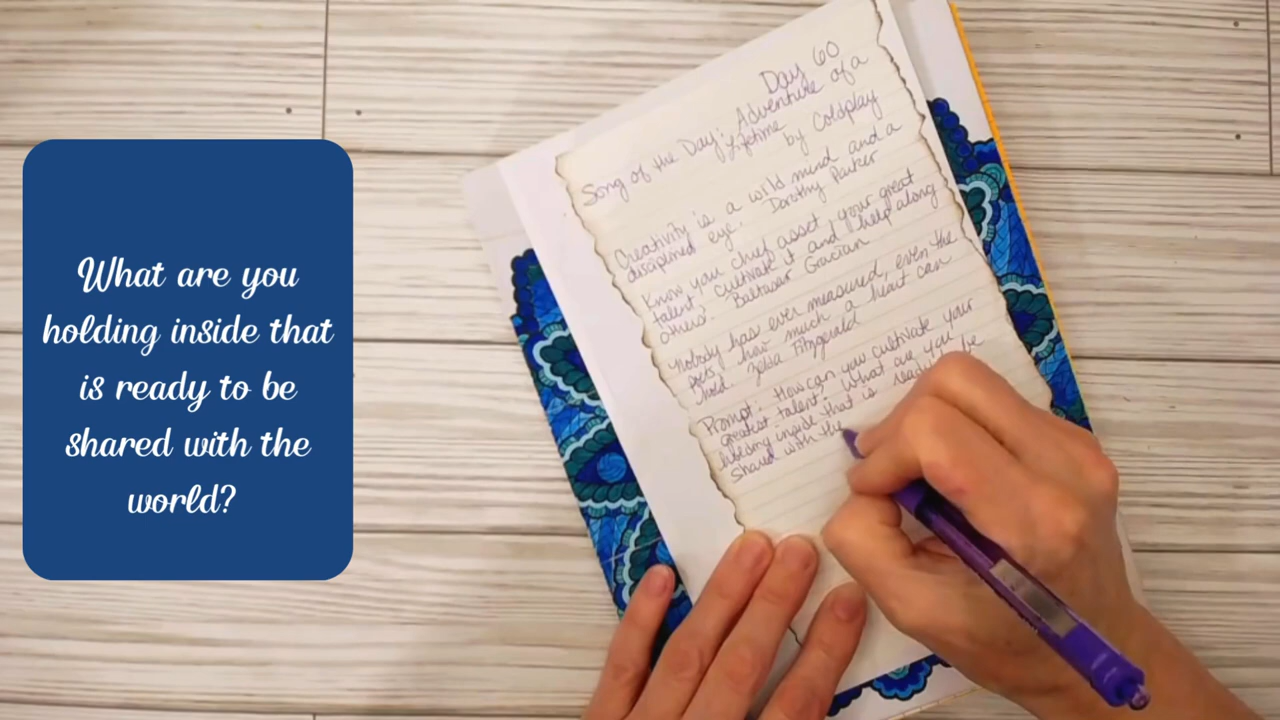 What are you
holding inside that
is ready to be
shared with the
world?
Day 60
Song of the Day: Adventure of a
Lifetime by Coldplay
Creativity is a wild mind and a
disciplined eye. Dorothy Parker
Know you chief asset, your great
talent; cultivate it and help along
others. Baltasar Gracian
Nobody has ever measured, even the
poets, how much a heart can
hold. Zelda Fitzgerald
Prompt: How can you cultivate your
greatest talent? What are you
holding inside that is ready be
shared with the